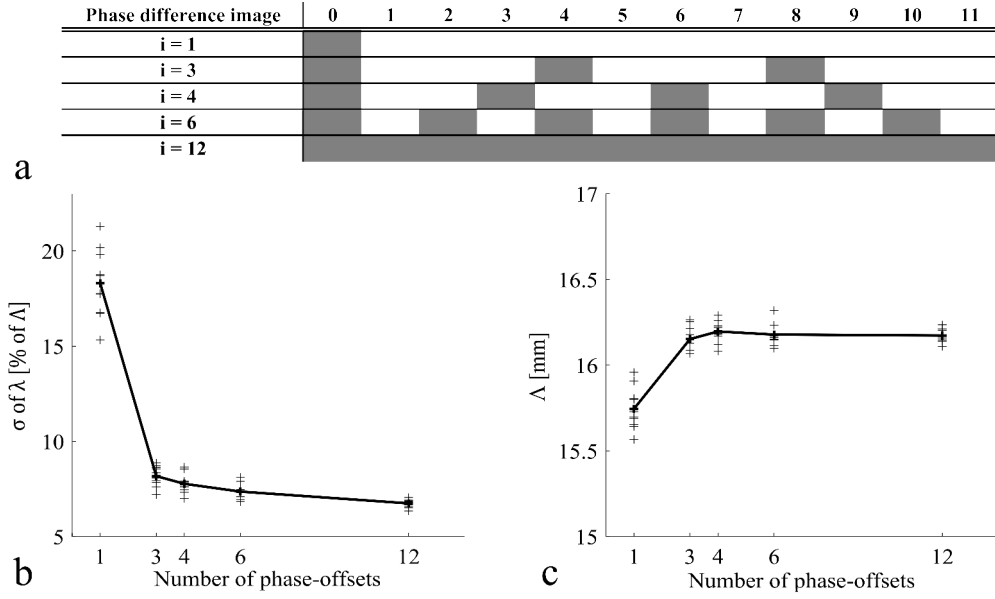 Phase difference image 0 1 2 3 4 5 6 7 8 9 10 11
i = 1
i = 3
i = 4
i = 6
i = 12
a
σ of λ [% of Λ]
20
15
10
5
1 3 4 6 12
Number of phase-offsets
b
Λ [mm]
17
16.5
16
15.5
15
1 3 4 6 12
Number of phase-offsets
c